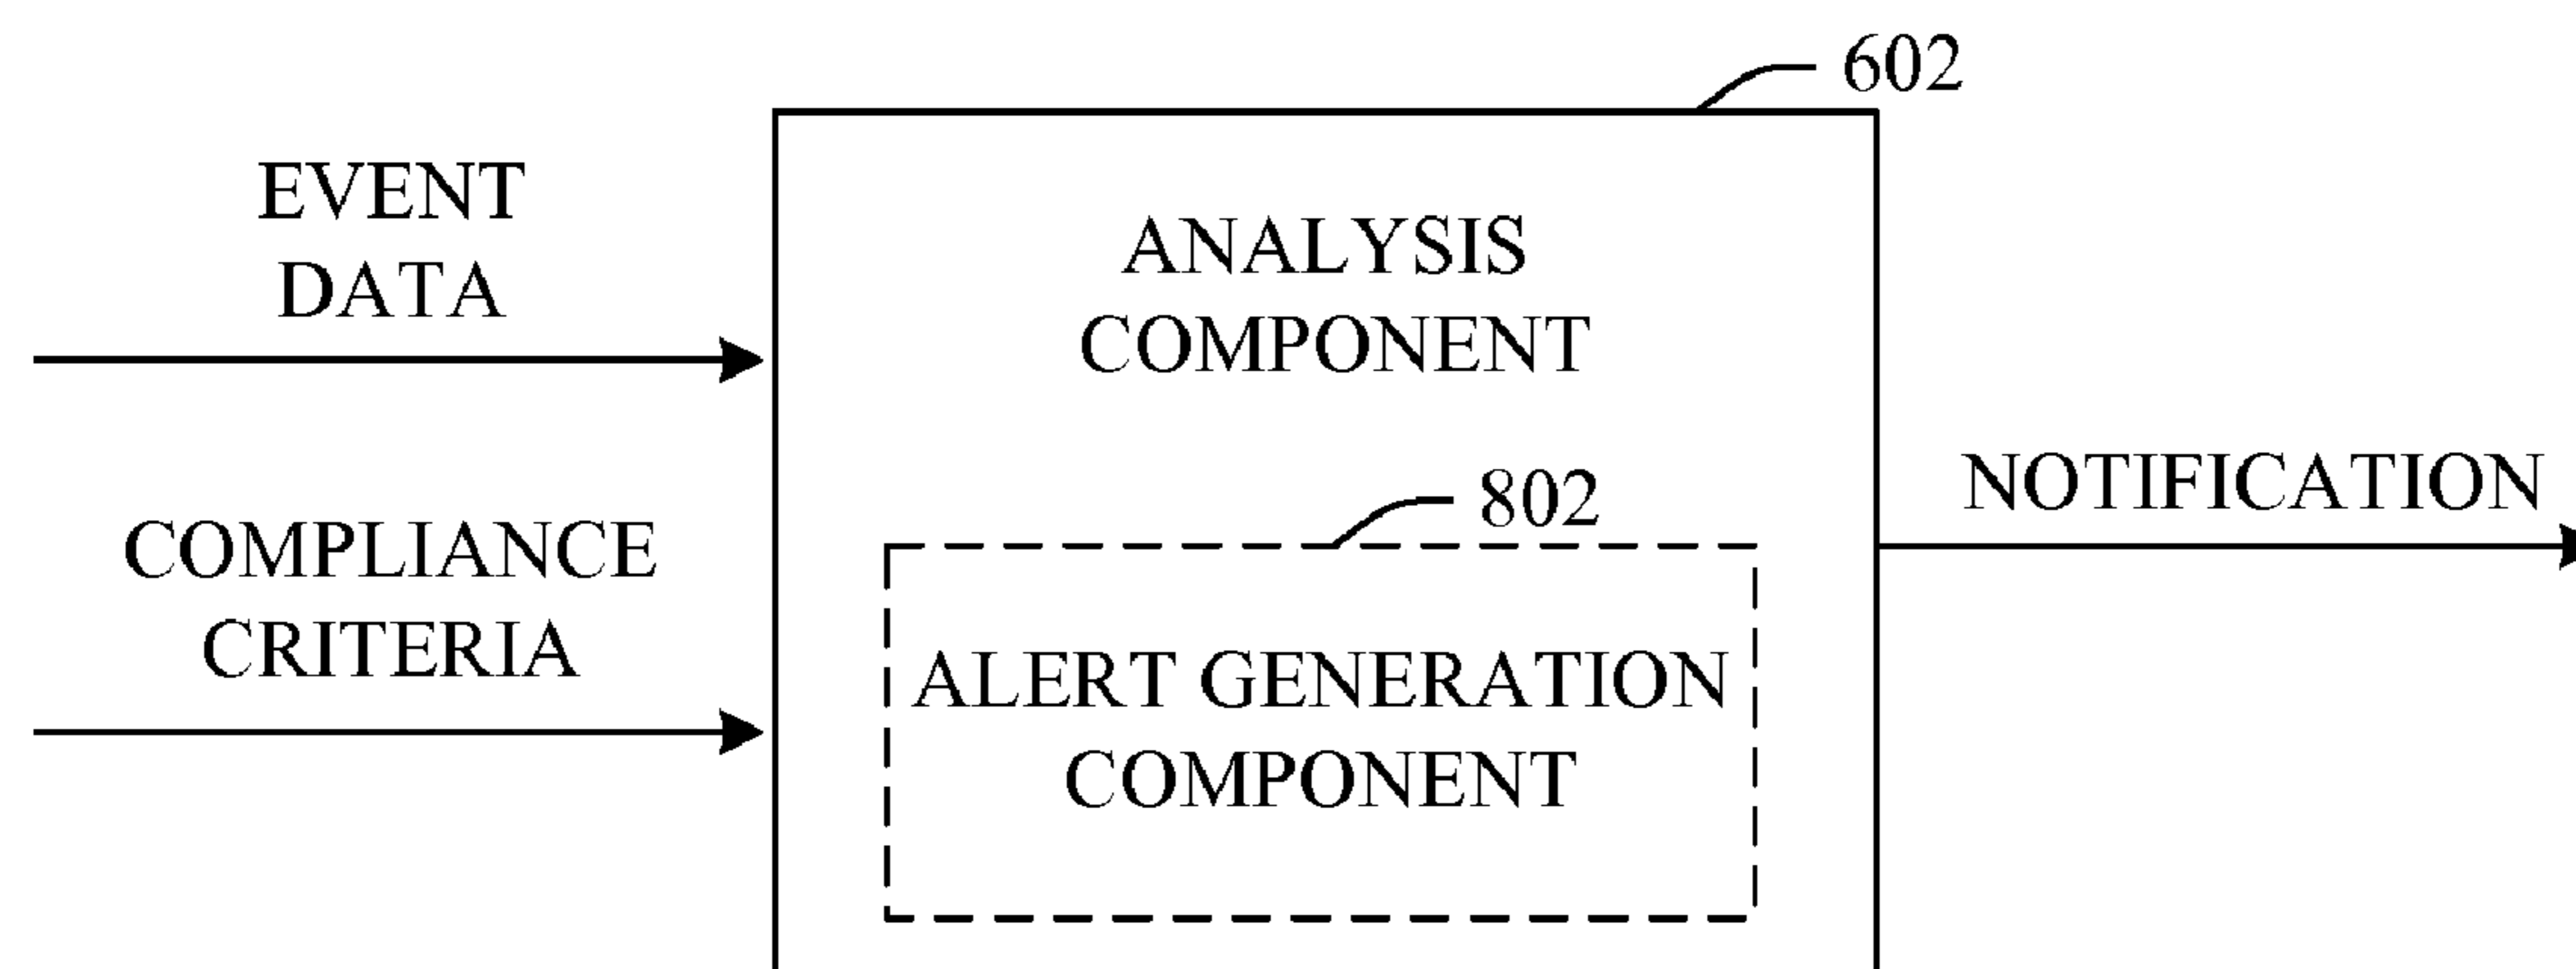 602
EVENT
DATA
ANALYSIS
COMPONENT
802
NOTIFICATION
COMPLIANCE
CRITERIA
ALERT GENERATION
COMPONENT